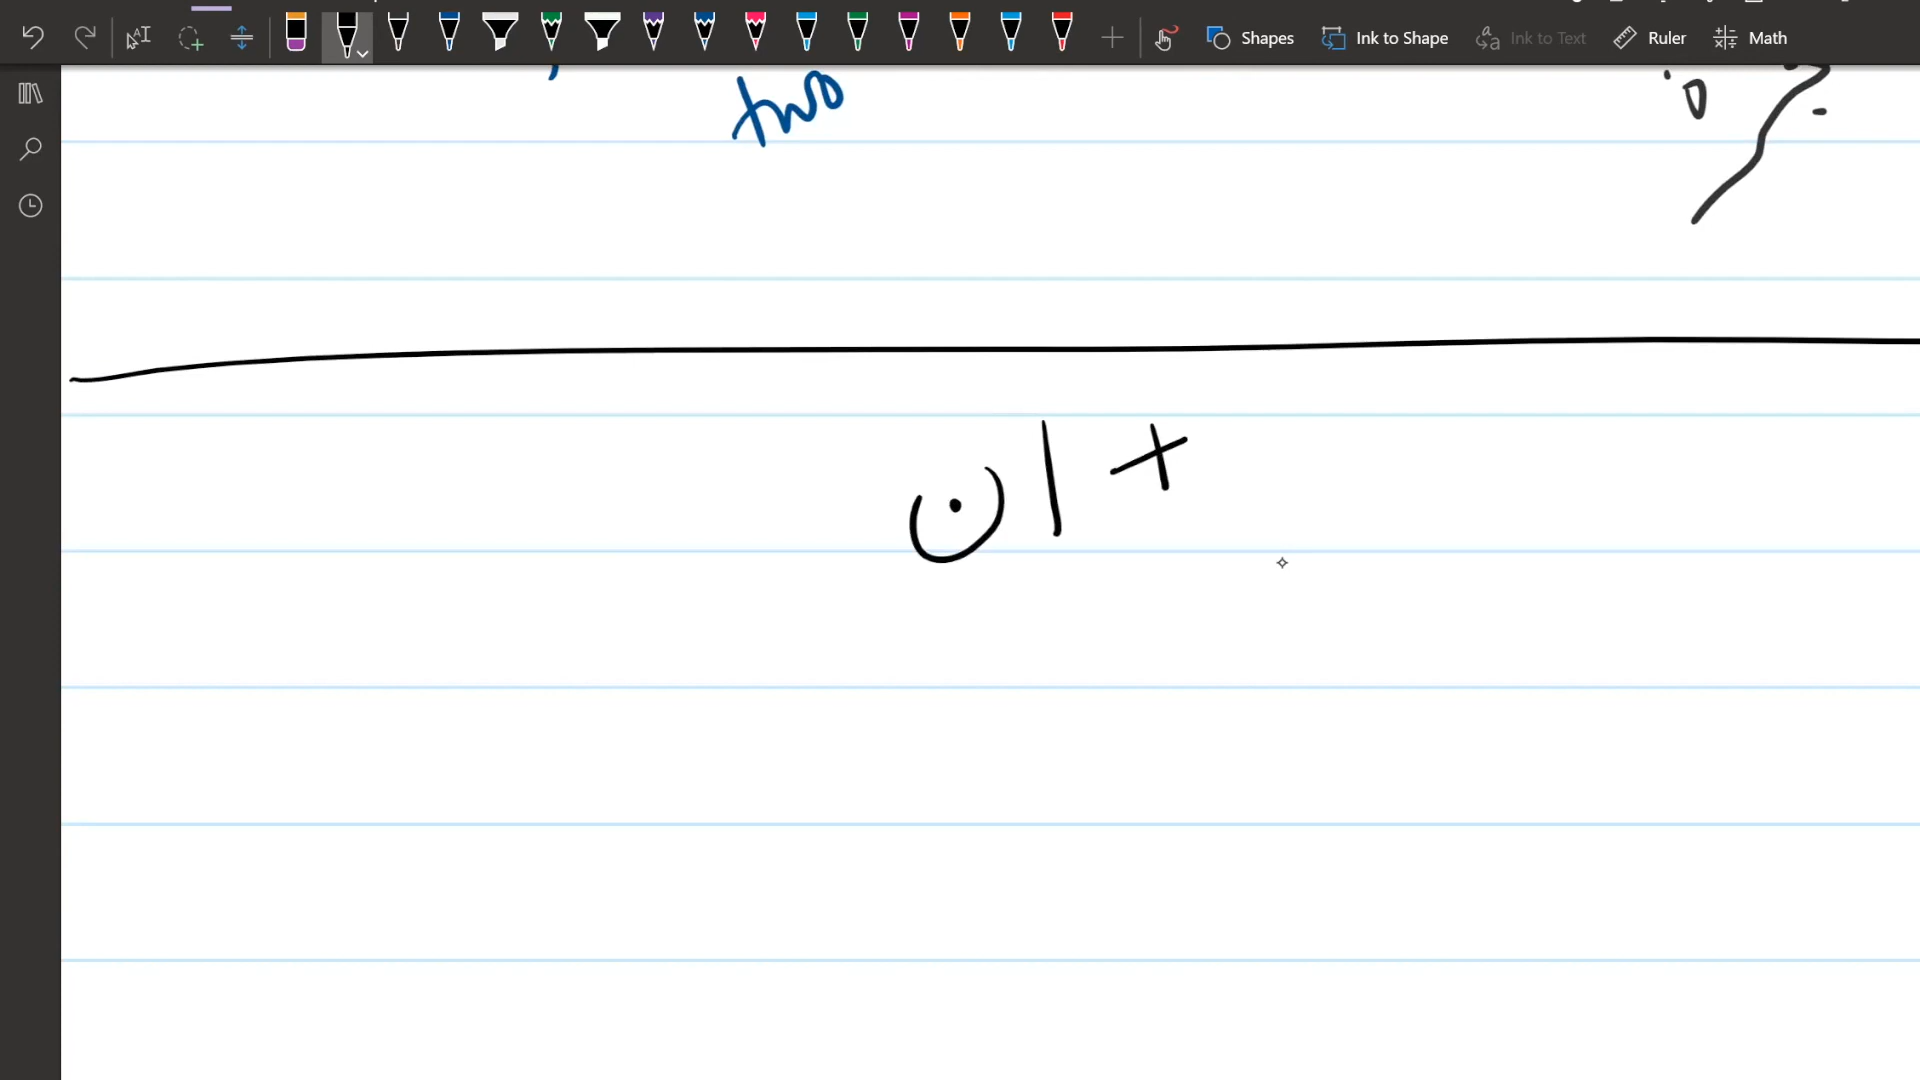 Shapes Ink to Shape Ink to Text Ruler Math
two
ن ا +